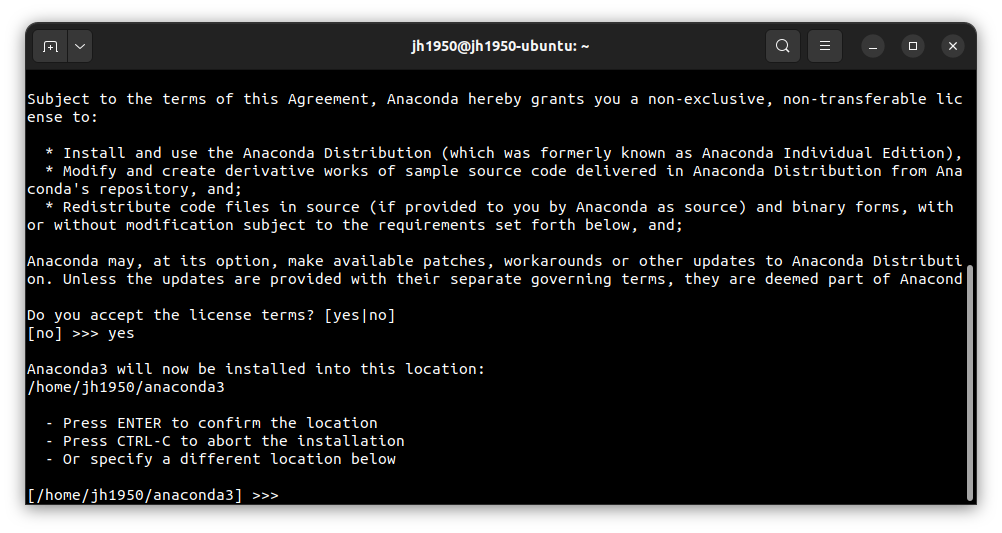 jh1950@jh1950-ubuntu: ~
Subject to the terms of this Agreement, Anaconda hereby grants you a non-exclusive, non-transferable lic
ense to:
* Install and use the Anaconda Distribution (which was formerly known as Anaconda Individual Edition),
* Modify and create derivative works of sample source code delivered in Anaconda Distribution from Ana
conda's repository, and;
* Redistribute code files in source (if provided to you by Anaconda as source) and binary forms, with
or without modification subject to the requirements set forth below, and;
Anaconda may, at its option, make available patches, workarounds or other updates to Anaconda Distributi
on. Unless the updates are provided with their separate governing terms, they are deemed part of Anacond
Do you accept the license terms? [yes|no]
[no] >>> yes
Anaconda3 will now be installed into this location:
/home/jh1950/anaconda3
- Press ENTER to confirm the location
- Press CTRL-C to abort the installation
- Or specify a different location below
[/home/jh1950/anaconda3] >>>